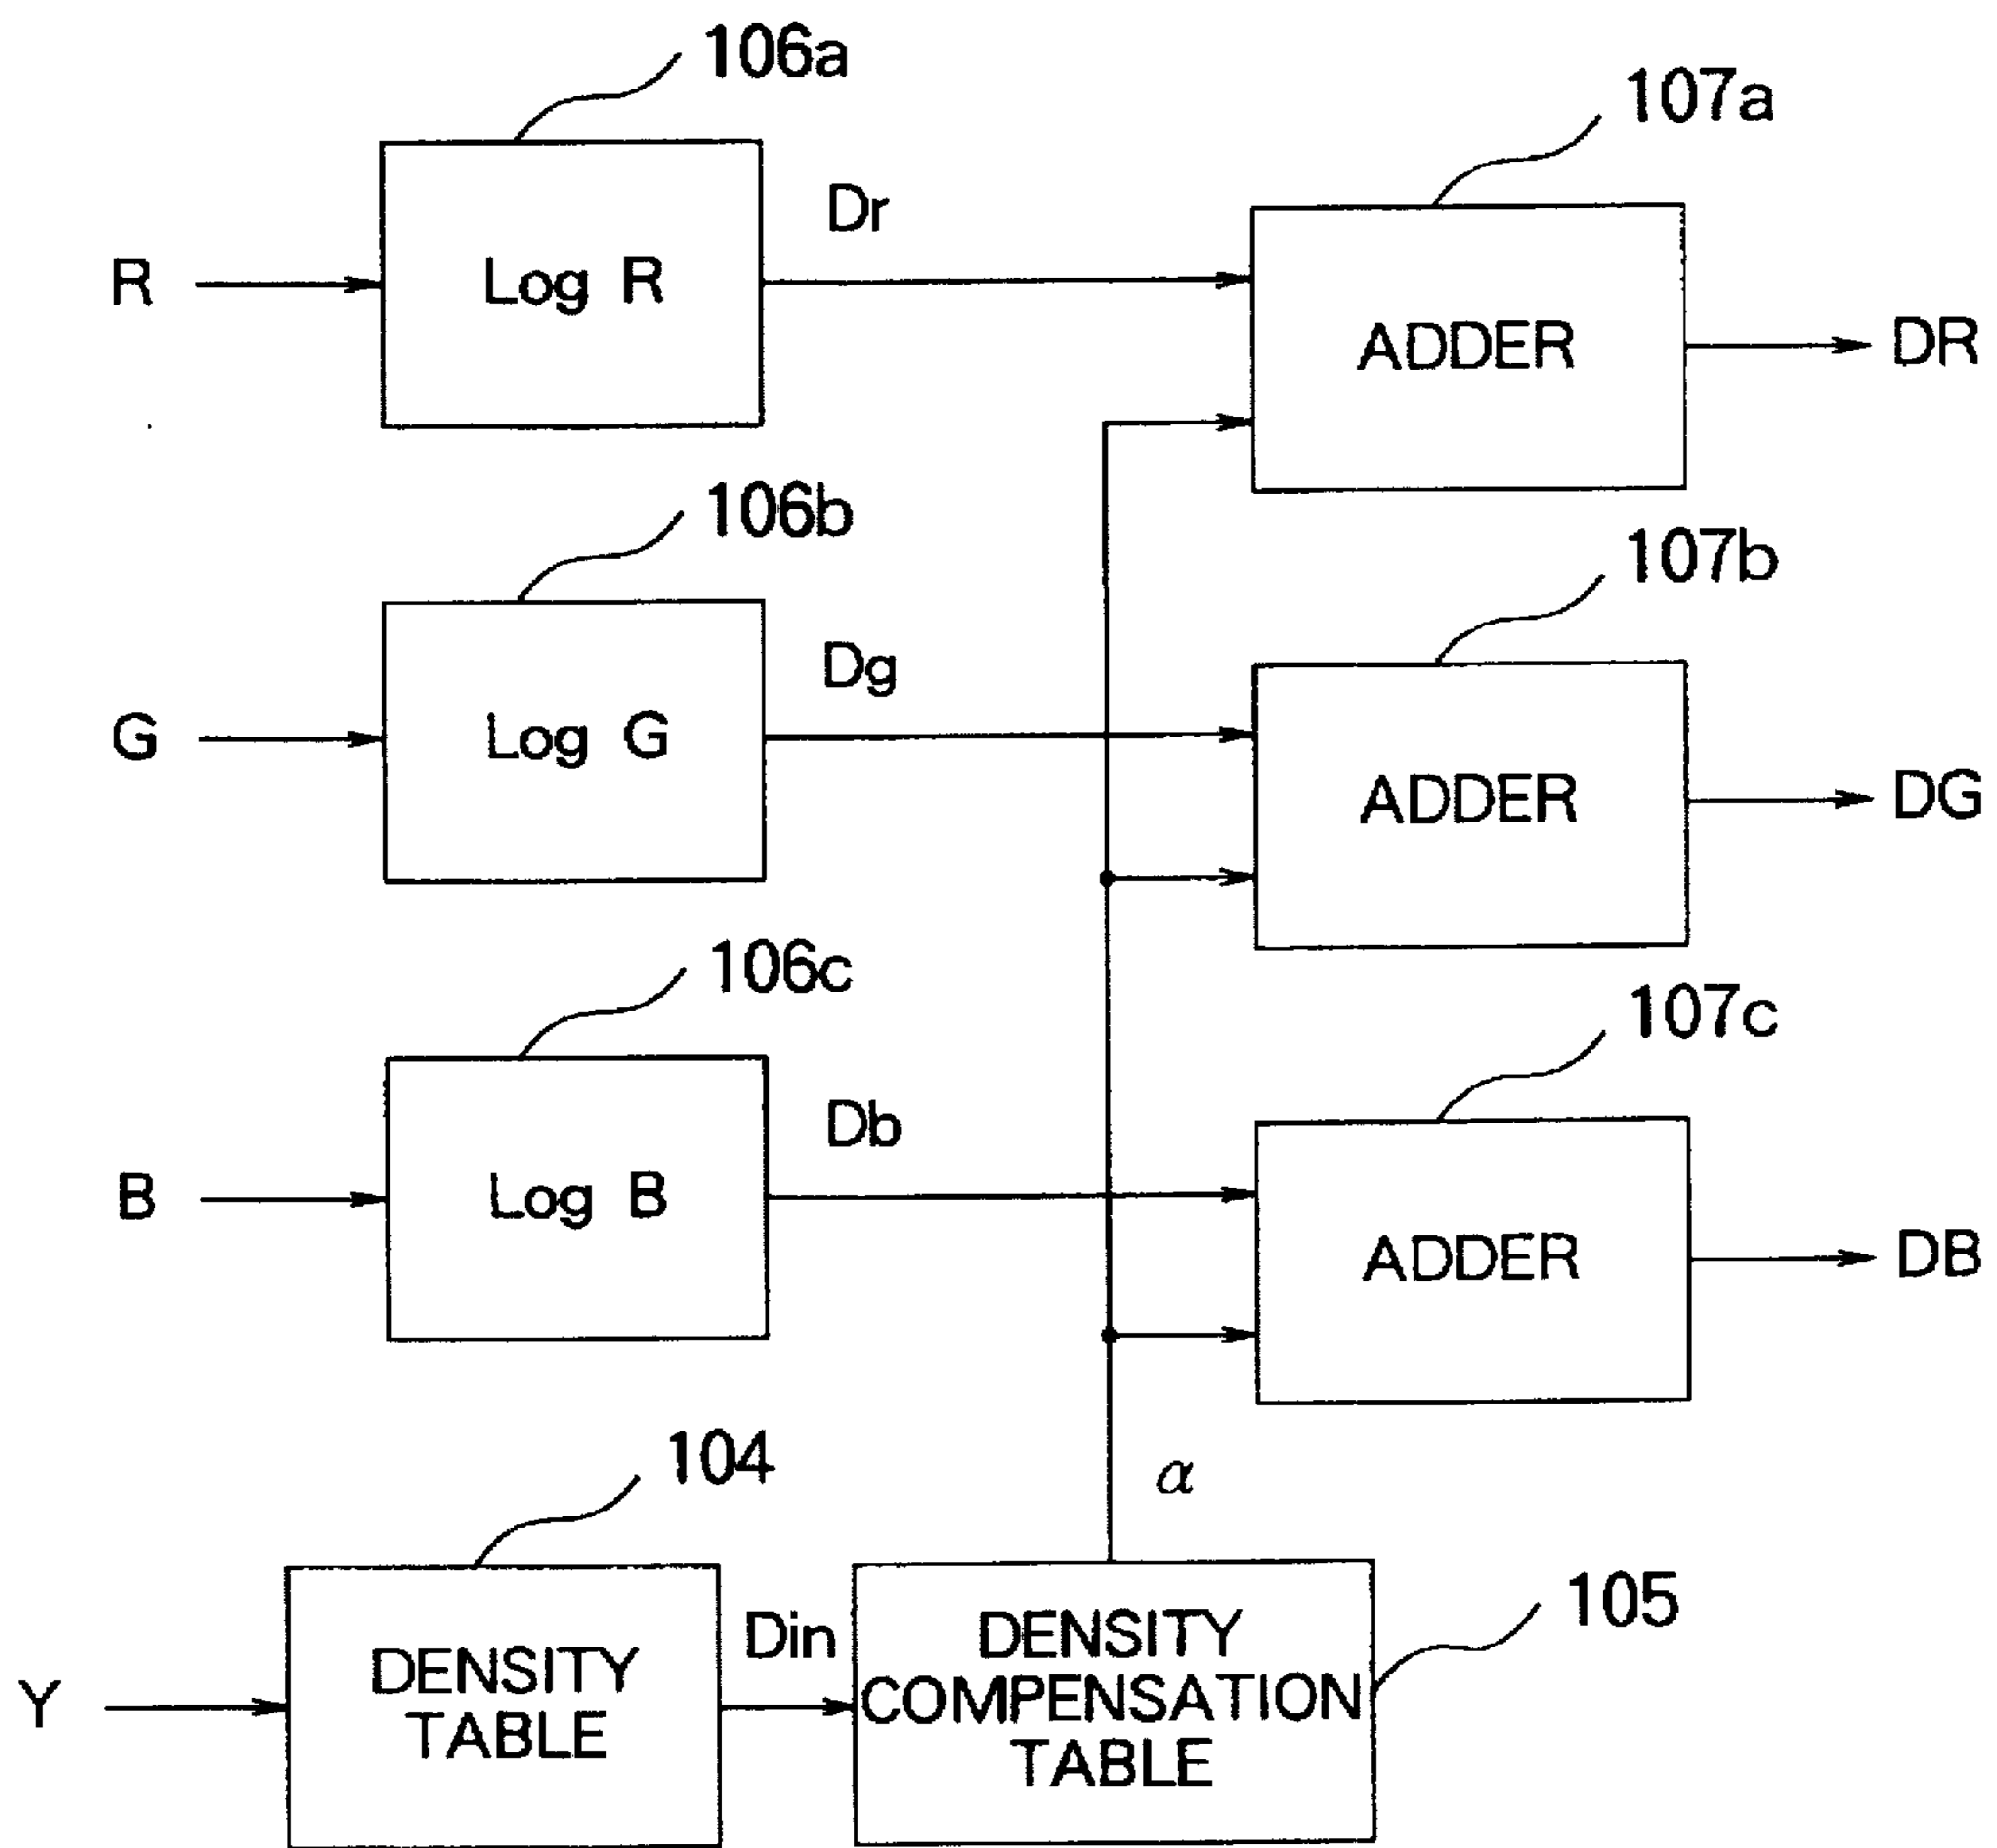 106a
107a
Dr
R
Log R
ADDER
DR
106b
107b
Dg
G
Log G
ADDER
DG
106c
107c
Db
B
Log B
ADDER
DB
104
α
105
Din
Y
DENSITY
TABLE
DENSITY
COMPENSATION
TABLE